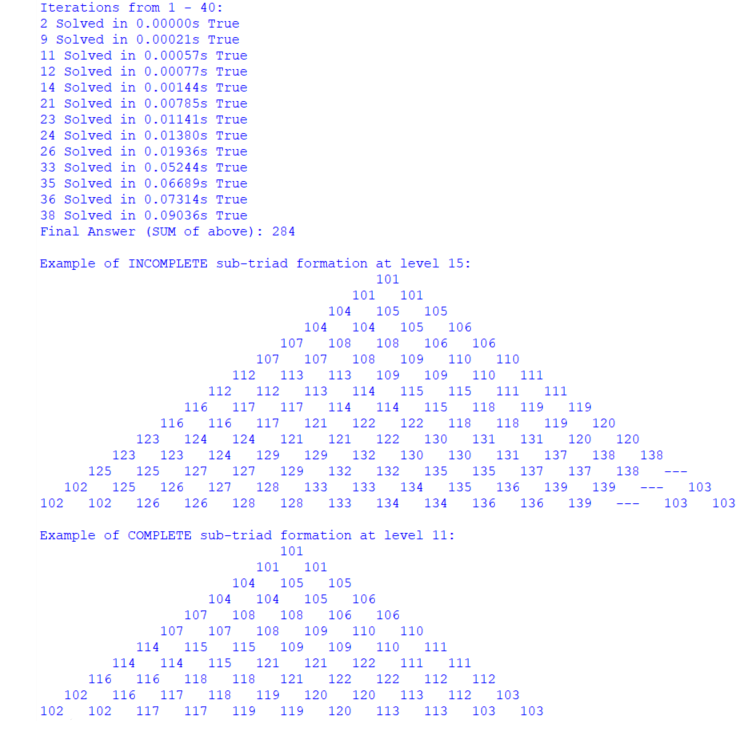 Iterations from 1 - 40:
2 Solved in 0.00000s True
9 Solved in 0.00021s True
11 Solved in 0.00057s True
12 Solved in 0.00077s True
14 Solved in 0.00144s True
21 Solved in 0.00785s True
23 Solved in 0.01141s True
24 Solved in 0.01380s True
26 Solved in 0.01936s True
33 Solved in 0.05244s True
35 Solved in 0.06689s True
36 Solved in 0.07314s True
38 Solved in 0.09036s True
Final Answer (SUM of above): 284
Example of INCOMPLETE sub-triad formation at level 15:
101
101 101
104 105 105
104 104 105 106
107 108 108 106 106
107 107 108 109 110 110
112 113 113 109 109 110 111
112 112 113 114 115 115 111 111
116 117 117 114 114 115 118 119 119
116 116 117 121 122 122 118 118 119 120
123 124 124 121 121 122 130 131 131 120 120
123 123 124 129 129 132 130 130 131 137 138 138
125 125 127 127 129 132 132 135 135 137 137 138 ---
102 125 126 127 128 133 133 134 135 136 139 139 --- 103
102 102 126 126 128 128 133 134 134 136 136 139 --- 103 103
Example of COMPLETE sub-triad formation at level 11:
101
101 101
104 105 105
104 104 105 106
107 108 108 106 106
107 107 108 109 110 110
114 115 115 109 109 110 111
114 114 115 121 121 122 111 111
116 116 118 118 121 122 122 112 112
102 116 117 118 119 120 120 113 112 103
102 102 117 117 119 119 120 113 113 103 103